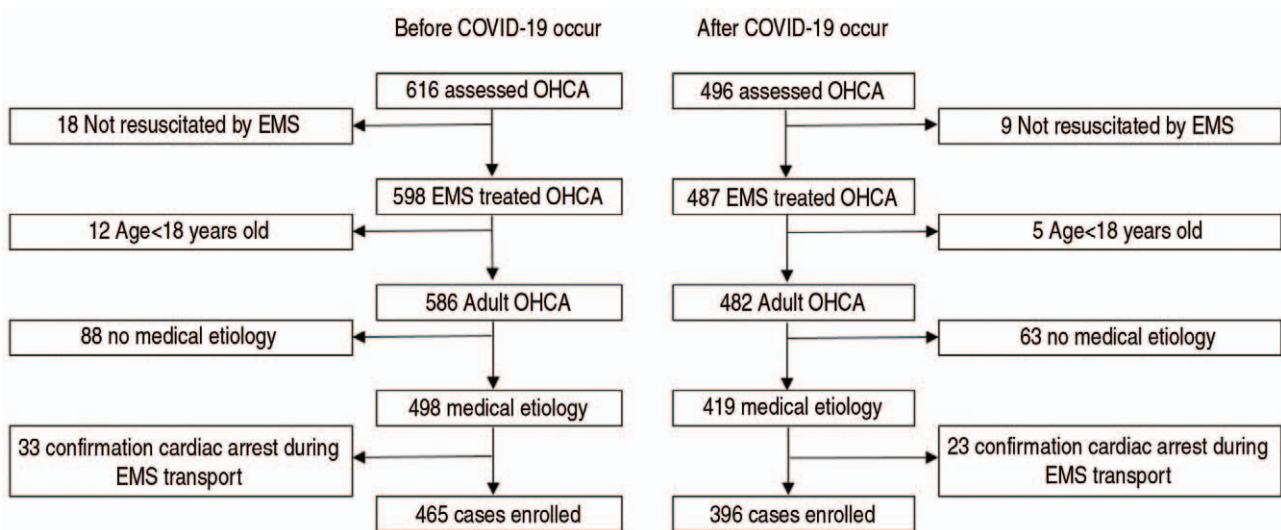 Before COVID-19 occur
After COVID-19 occur
616 assessed OHCA
496 assessed OHCA
18 Not resuscitated by EMS
9 Not resuscitated by EMS
598 EMS treated OHCA
487 EMS treated OHCA
12 Age<18 years old
5 Age<18 years old
586 Adult OHCA
482 Adult OHCA
88 no medical etiology
63 no medical etiology
498 medical etiology
419 medical etiology
33 confirmation cardiac arrest during
EMS transport
23 confirmation cardiac arrest during
EMS transport
465 cases enrolled
396 cases enrolled